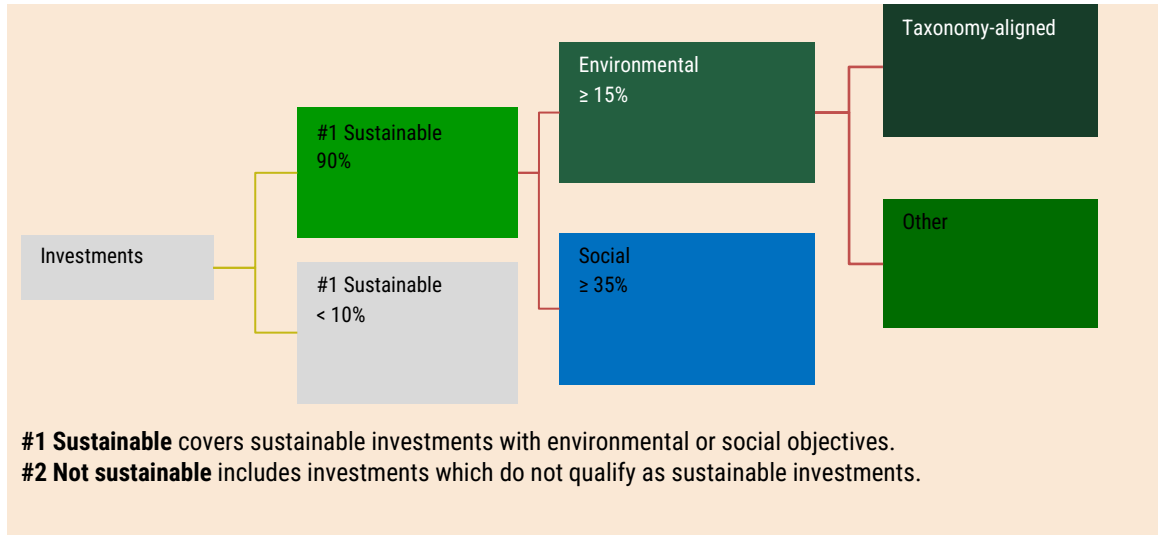 Taxonomy-aligned
Environmental
≥ 15%
#1 Sustainable
90%
Other
Investments
Social
≥ 35%
#1 Sustainable
< 10%
#1 Sustainable covers sustainable investments with environmental or social objectives.
#2 Not sustainable includes investments which do not qualify as sustainable investments.